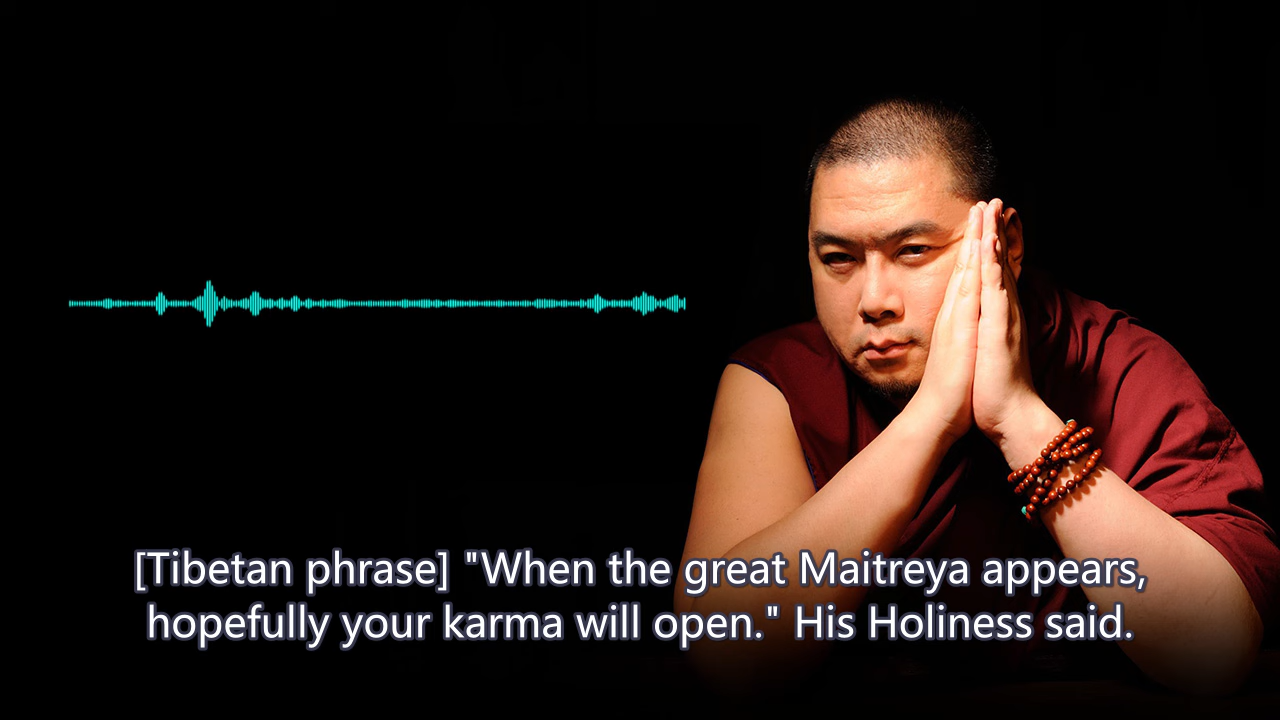 [Tibetan phrase] "When the great Maitreya appears,
hopefully your karma will open." His Holiness said.